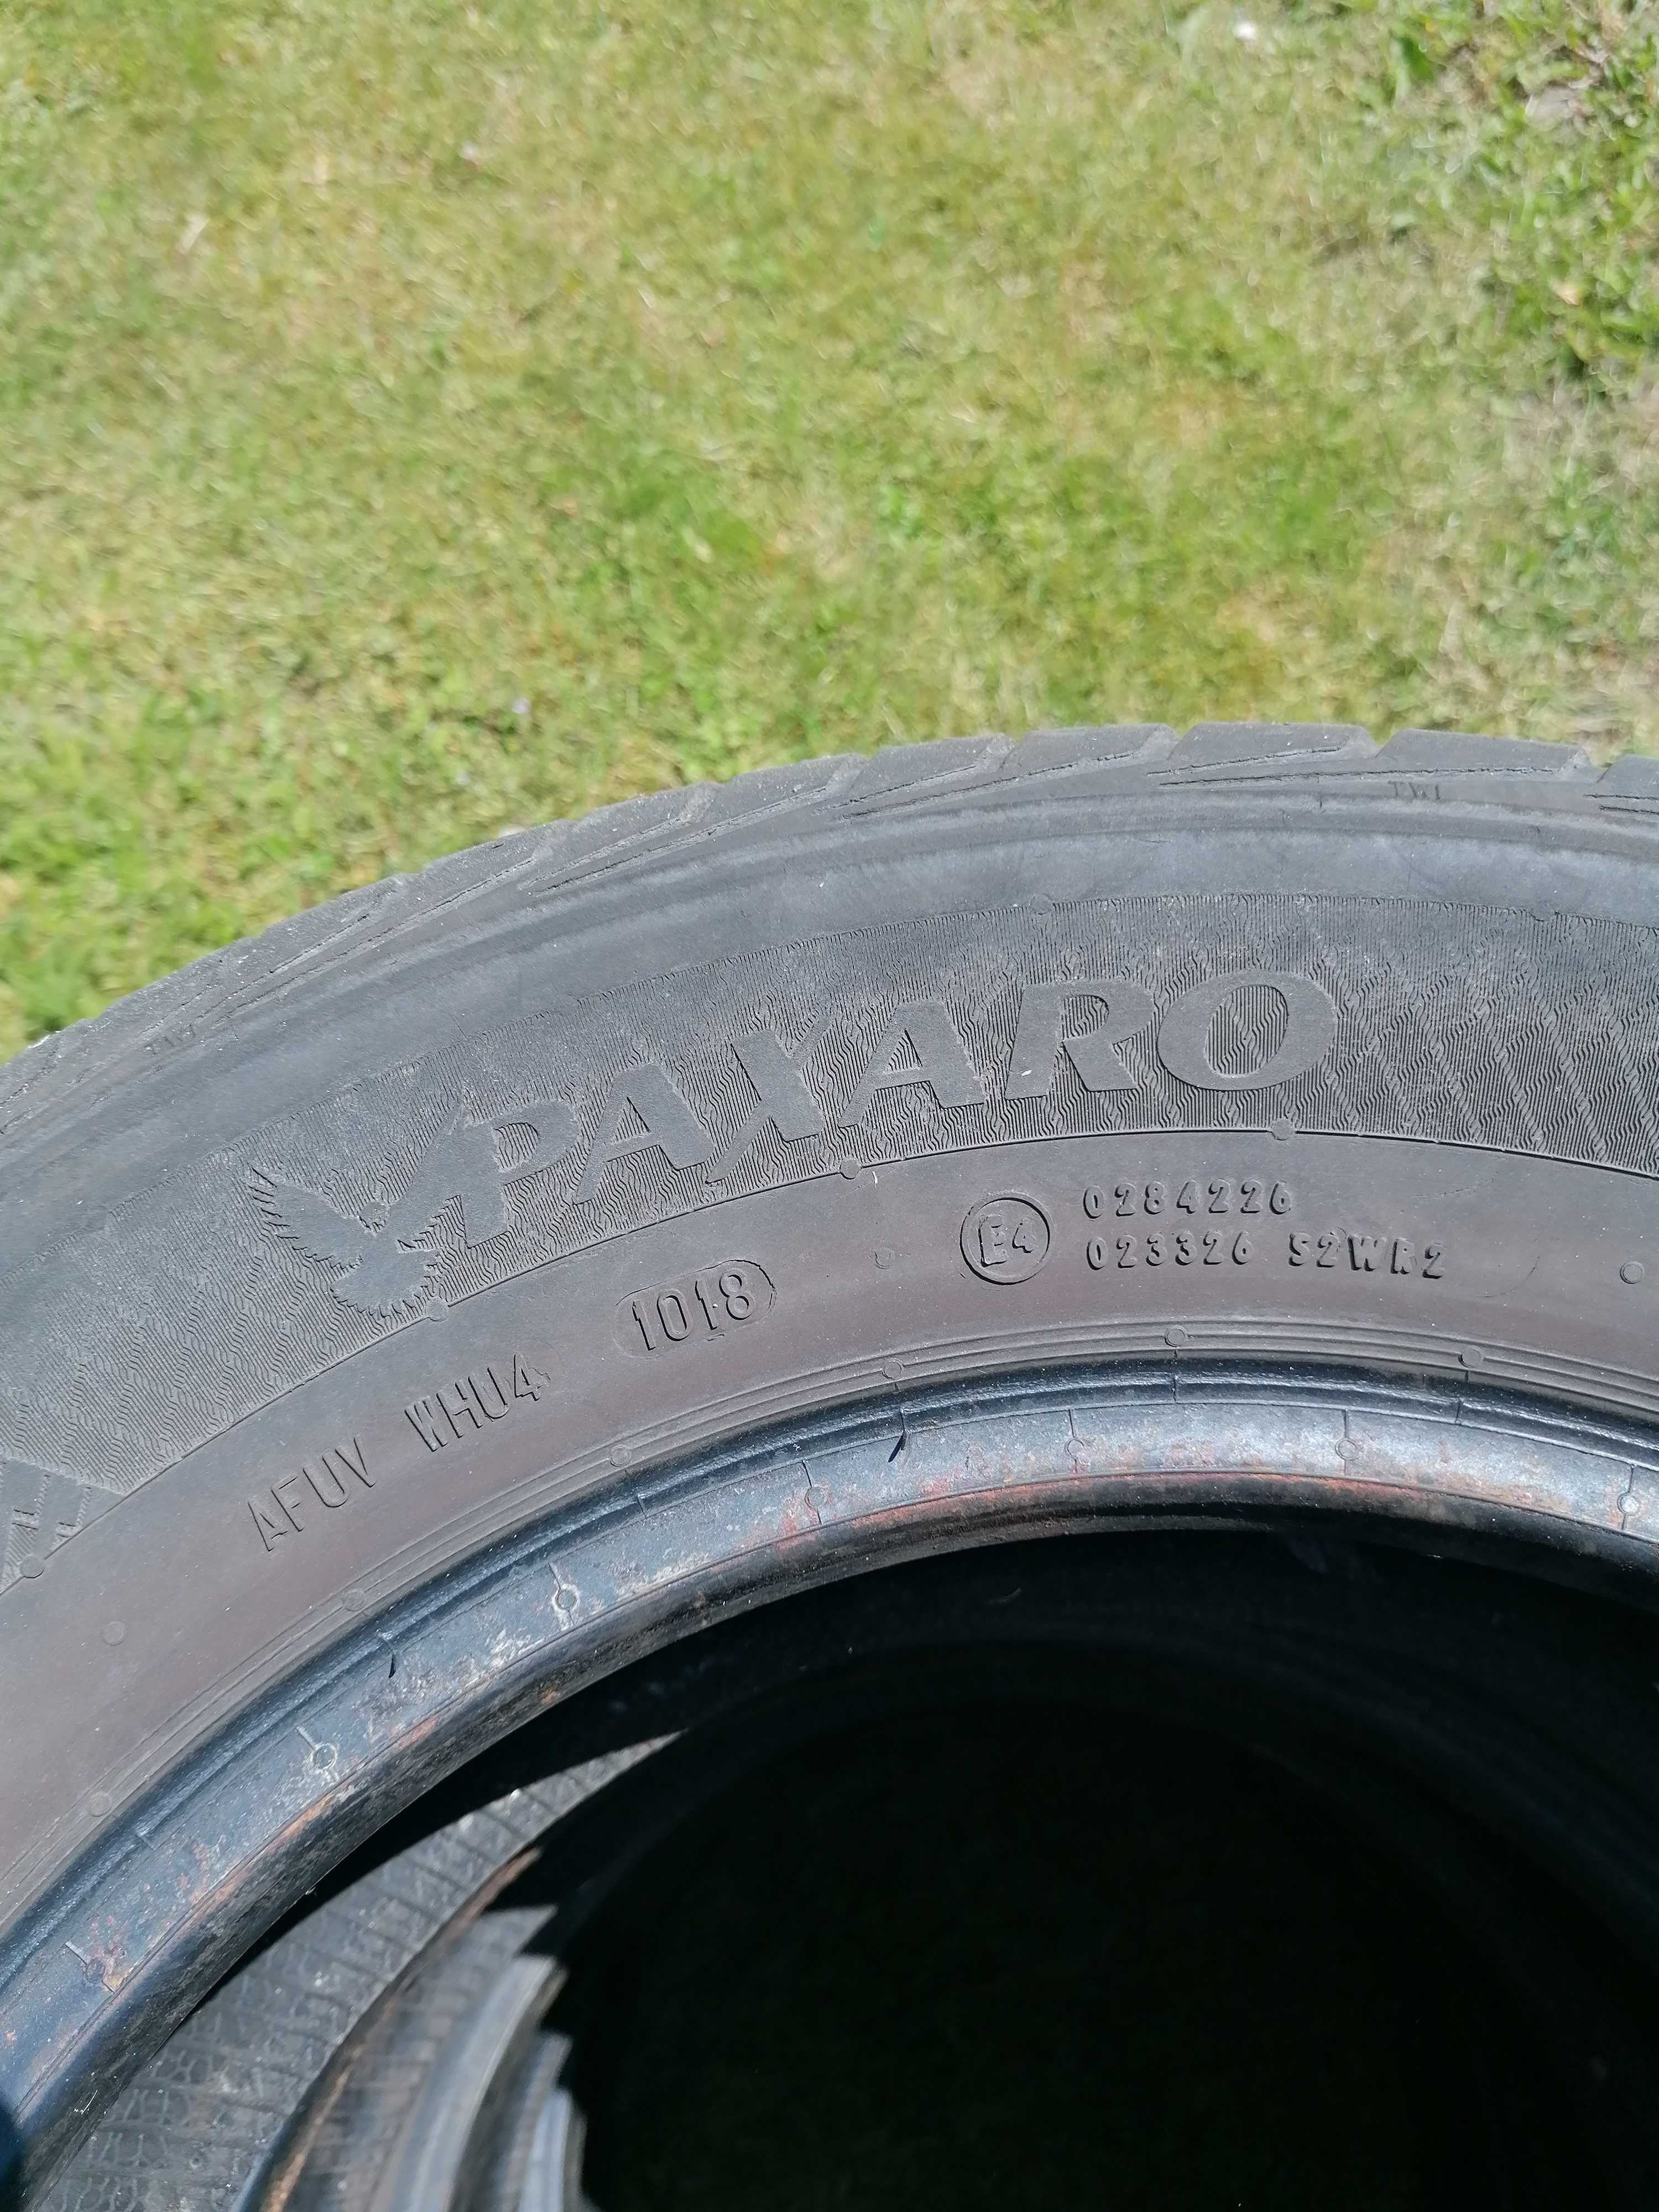 TWI
PAXARO
0284226
E4
023326 S2WR2
1018
AFUV WHU4